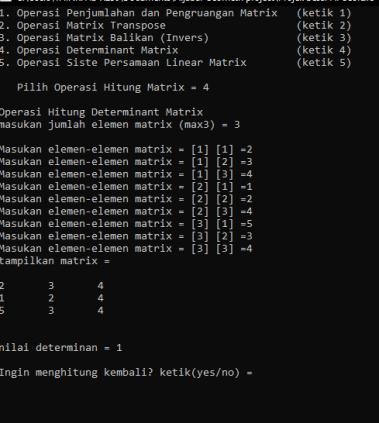 1. Operasi Penjumlahan dan Pengruangan Matrix (ketik 1)
2. Operasi Matrix Transpose (ketik 2)
3. Operasi Matrix Balikan (Invers) (ketik 3)
4. Operasi Determinant Matrix (ketik 4)
5. Operasi Siste Persamaan Linear Matrix (ketik 5)
Pilih Operasi Hitung Matrix = 4
Operasi Hitung Determinant Matrix
masukan jumlah elemen matrix (max3) = 3
Masukan elemen-elemen matrix = [1] [1] =2
Masukan elemen-elemen matrix = [1] [2] =3
Masukan elemen-elemen matrix = [1] [3] =4
Masukan elemen-elemen matrix = [2] [1] =1
Masukan elemen-elemen matrix = [2] [2] =2
Masukan elemen-elemen matrix = [2] [3] =4
Masukan elemen-elemen matrix = [3] [1] =5
Masukan elemen-elemen matrix = [3] [2] =3
Masukan elemen-elemen matrix = [3] [3] =4
tampilkan matrix =
2 3 4
1 2 4
5 3 4
nilai determinan = 1
Ingin menghitung kembali? ketik(yes/no) =